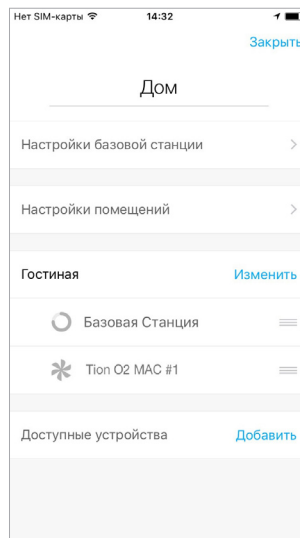 Нет SIM-карты 14:32
Закрыть
Дом
Настройки базовой станции
Настройки помещений
Гостиная Изменить
Базовая Станция
Tion O2 MAC #1
Доступные устройства Добавить